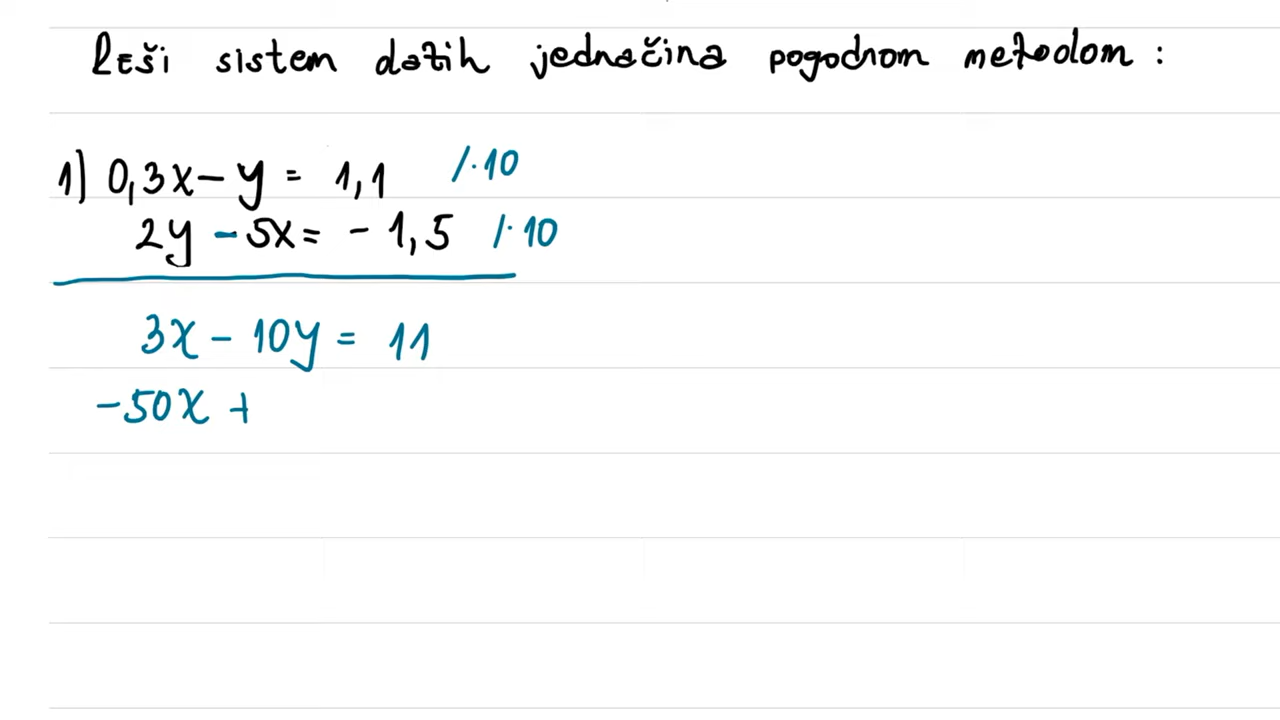 Reši sistem datih jednačina pogodnom metodom :
1) 0,3x - y = 1,1 /·10
2y - 5x = - 1,5 /·10
3x - 10y = 11
-50x +